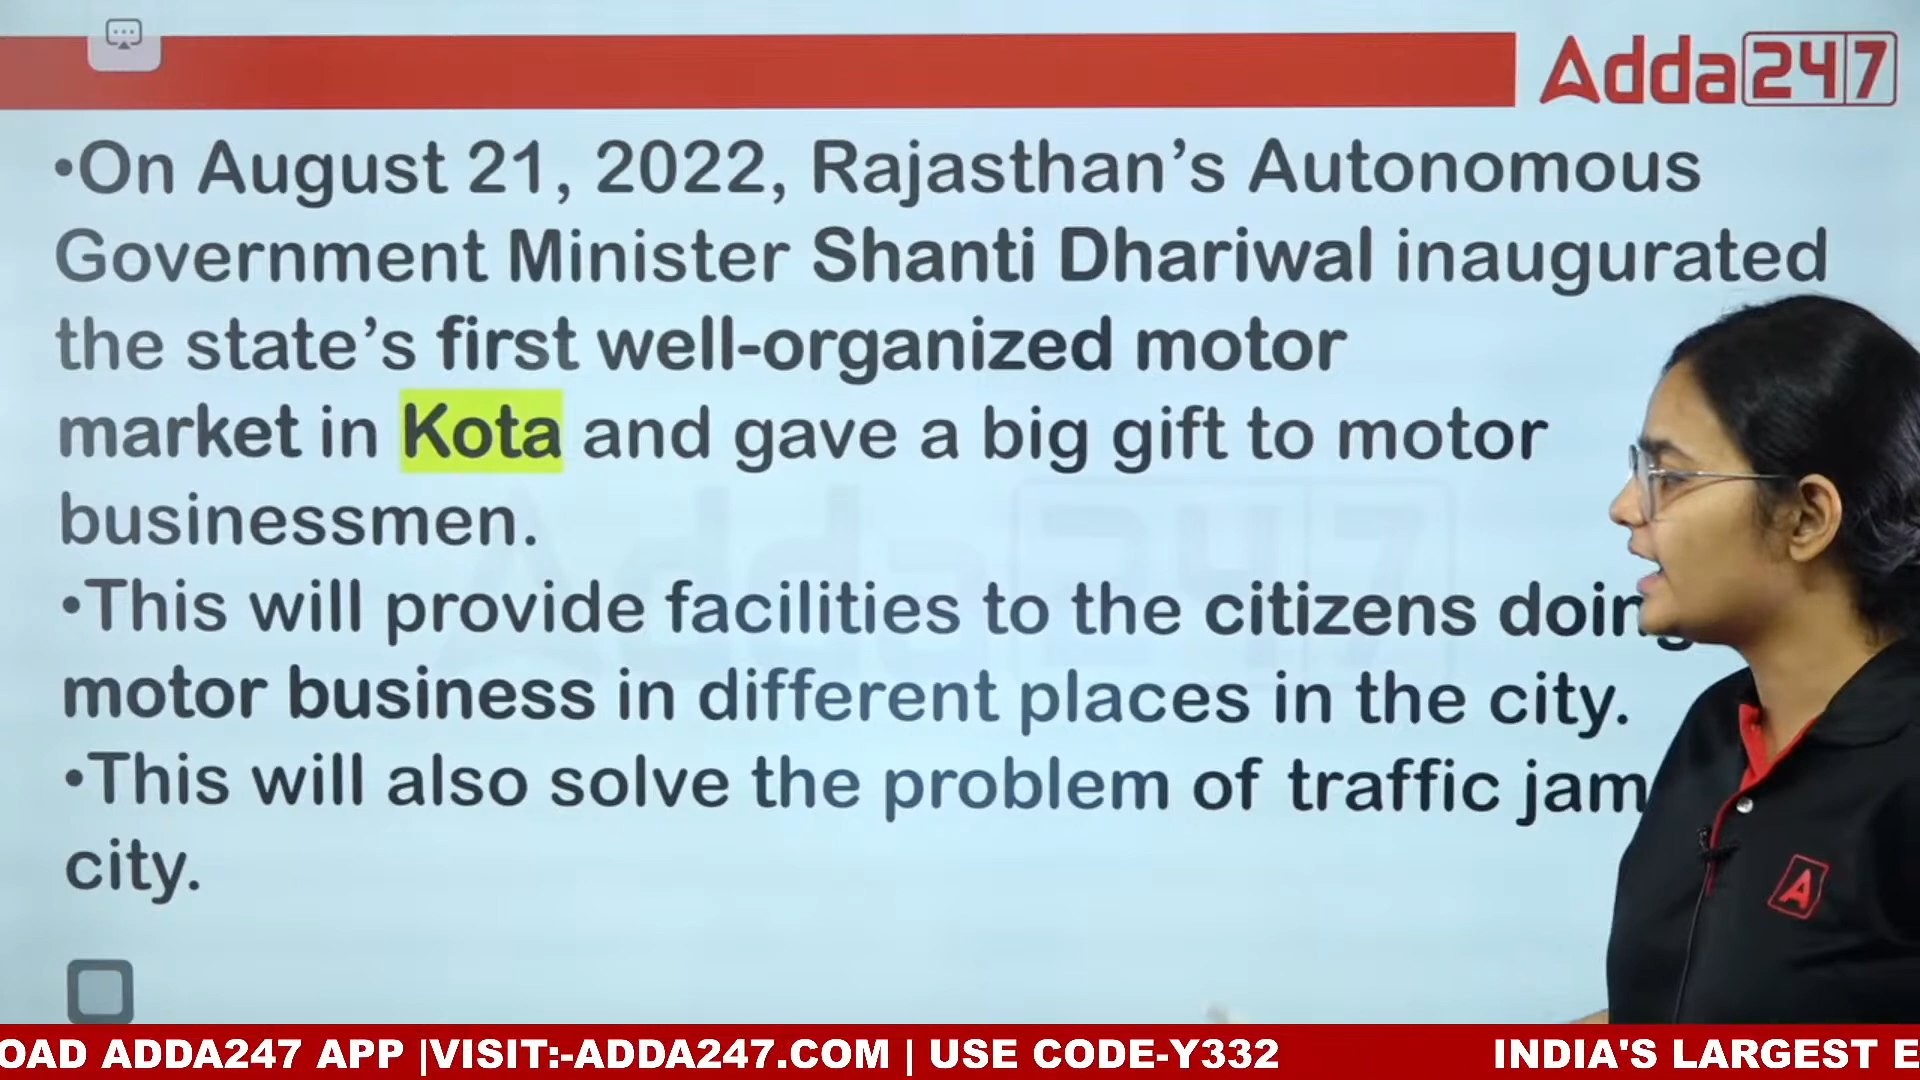 Adda247
•On August 21, 2022, Rajasthan’s Autonomous
Government Minister Shanti Dhariwal inaugurated
the state’s first well-organized motor
market in Kota and gave a big gift to motor
businessmen.
•This will provide facilities to the citizens doing
motor business in different places in the city.
•This will also solve the problem of traffic jam
city.
A
OAD ADDA247 APP |VISIT:-ADDA247.COM | USE CODE-Y332 INDIA'S LARGEST E